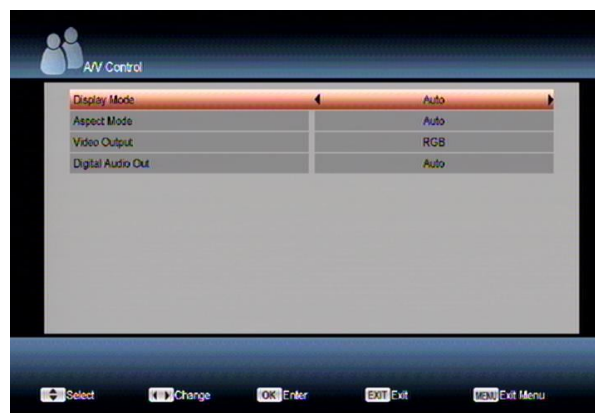 A/V Control
Display Mode Auto
Aspect Mode Auto
Video Output RGB
Digital Audio Out Auto
Select Change OK Enter EXIT Exit MENU Exit Menu